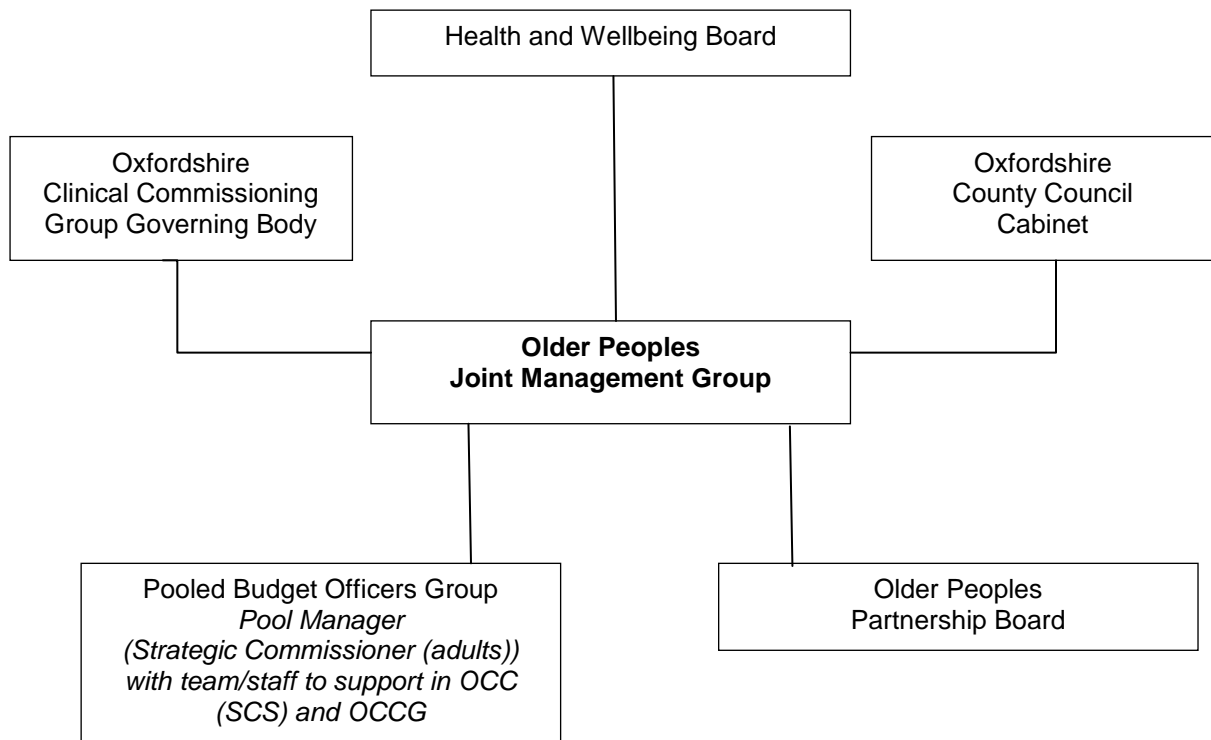 Health and Wellbeing Board
Oxfordshire
Clinical Commissioning
Group Governing Body
Oxfordshire
County Council
Cabinet
Older Peoples
Joint Management Group
Pooled Budget Officers Group
Pool Manager
(Strategic Commissioner (adults))
with team/staff to support in OCC
(SCS) and OCCG
Older Peoples
Partnership Board